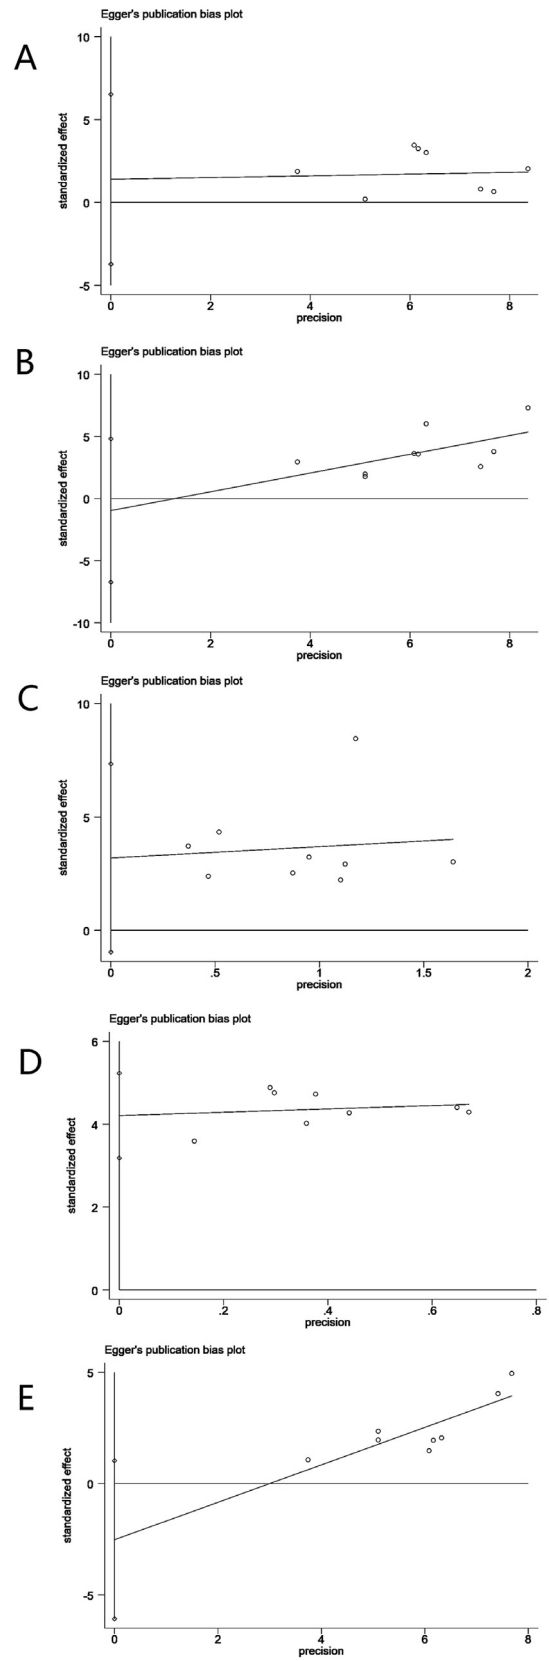 Egger's publication bias plot
A
10
5
0
-5
standardized effect
0 2 4 6 8
precision
Egger's publication bias plot
B
10
5
0
-5
-10
standardized effect
0 2 4 6 8
precision
Egger's publication bias plot
C
10
5
0
standardized effect
0 .5 1 1.5 2
precision
Egger's publication bias plot
D
6
4
2
0
standardized effect
0 .2 .4 .6 .8
precision
Egger's publication bias plot
E
5
0
-5
standardized effect
0 2 4 6 8
precision